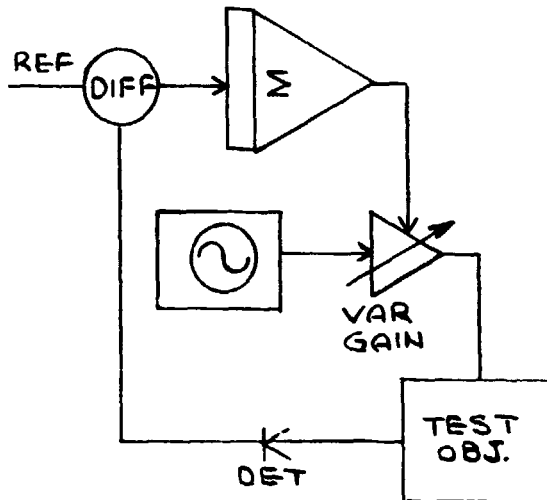 REF
DIFF
Σ
VAR
GAIN
TEST
OBJ.
DET